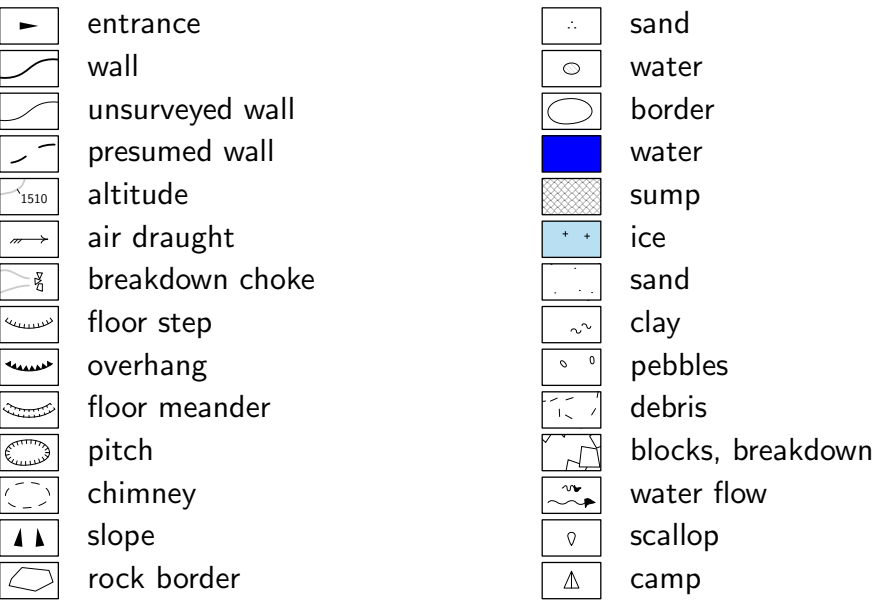 entrance
wall
unsurveyed wall
presumed wall
1510 altitude
air draught
breakdown choke
floor step
overhang
floor meander
pitch
chimney
slope
rock border
sand
water
border
water
sump
ice
sand
clay
pebbles
debris
blocks, breakdown
water flow
scallop
camp